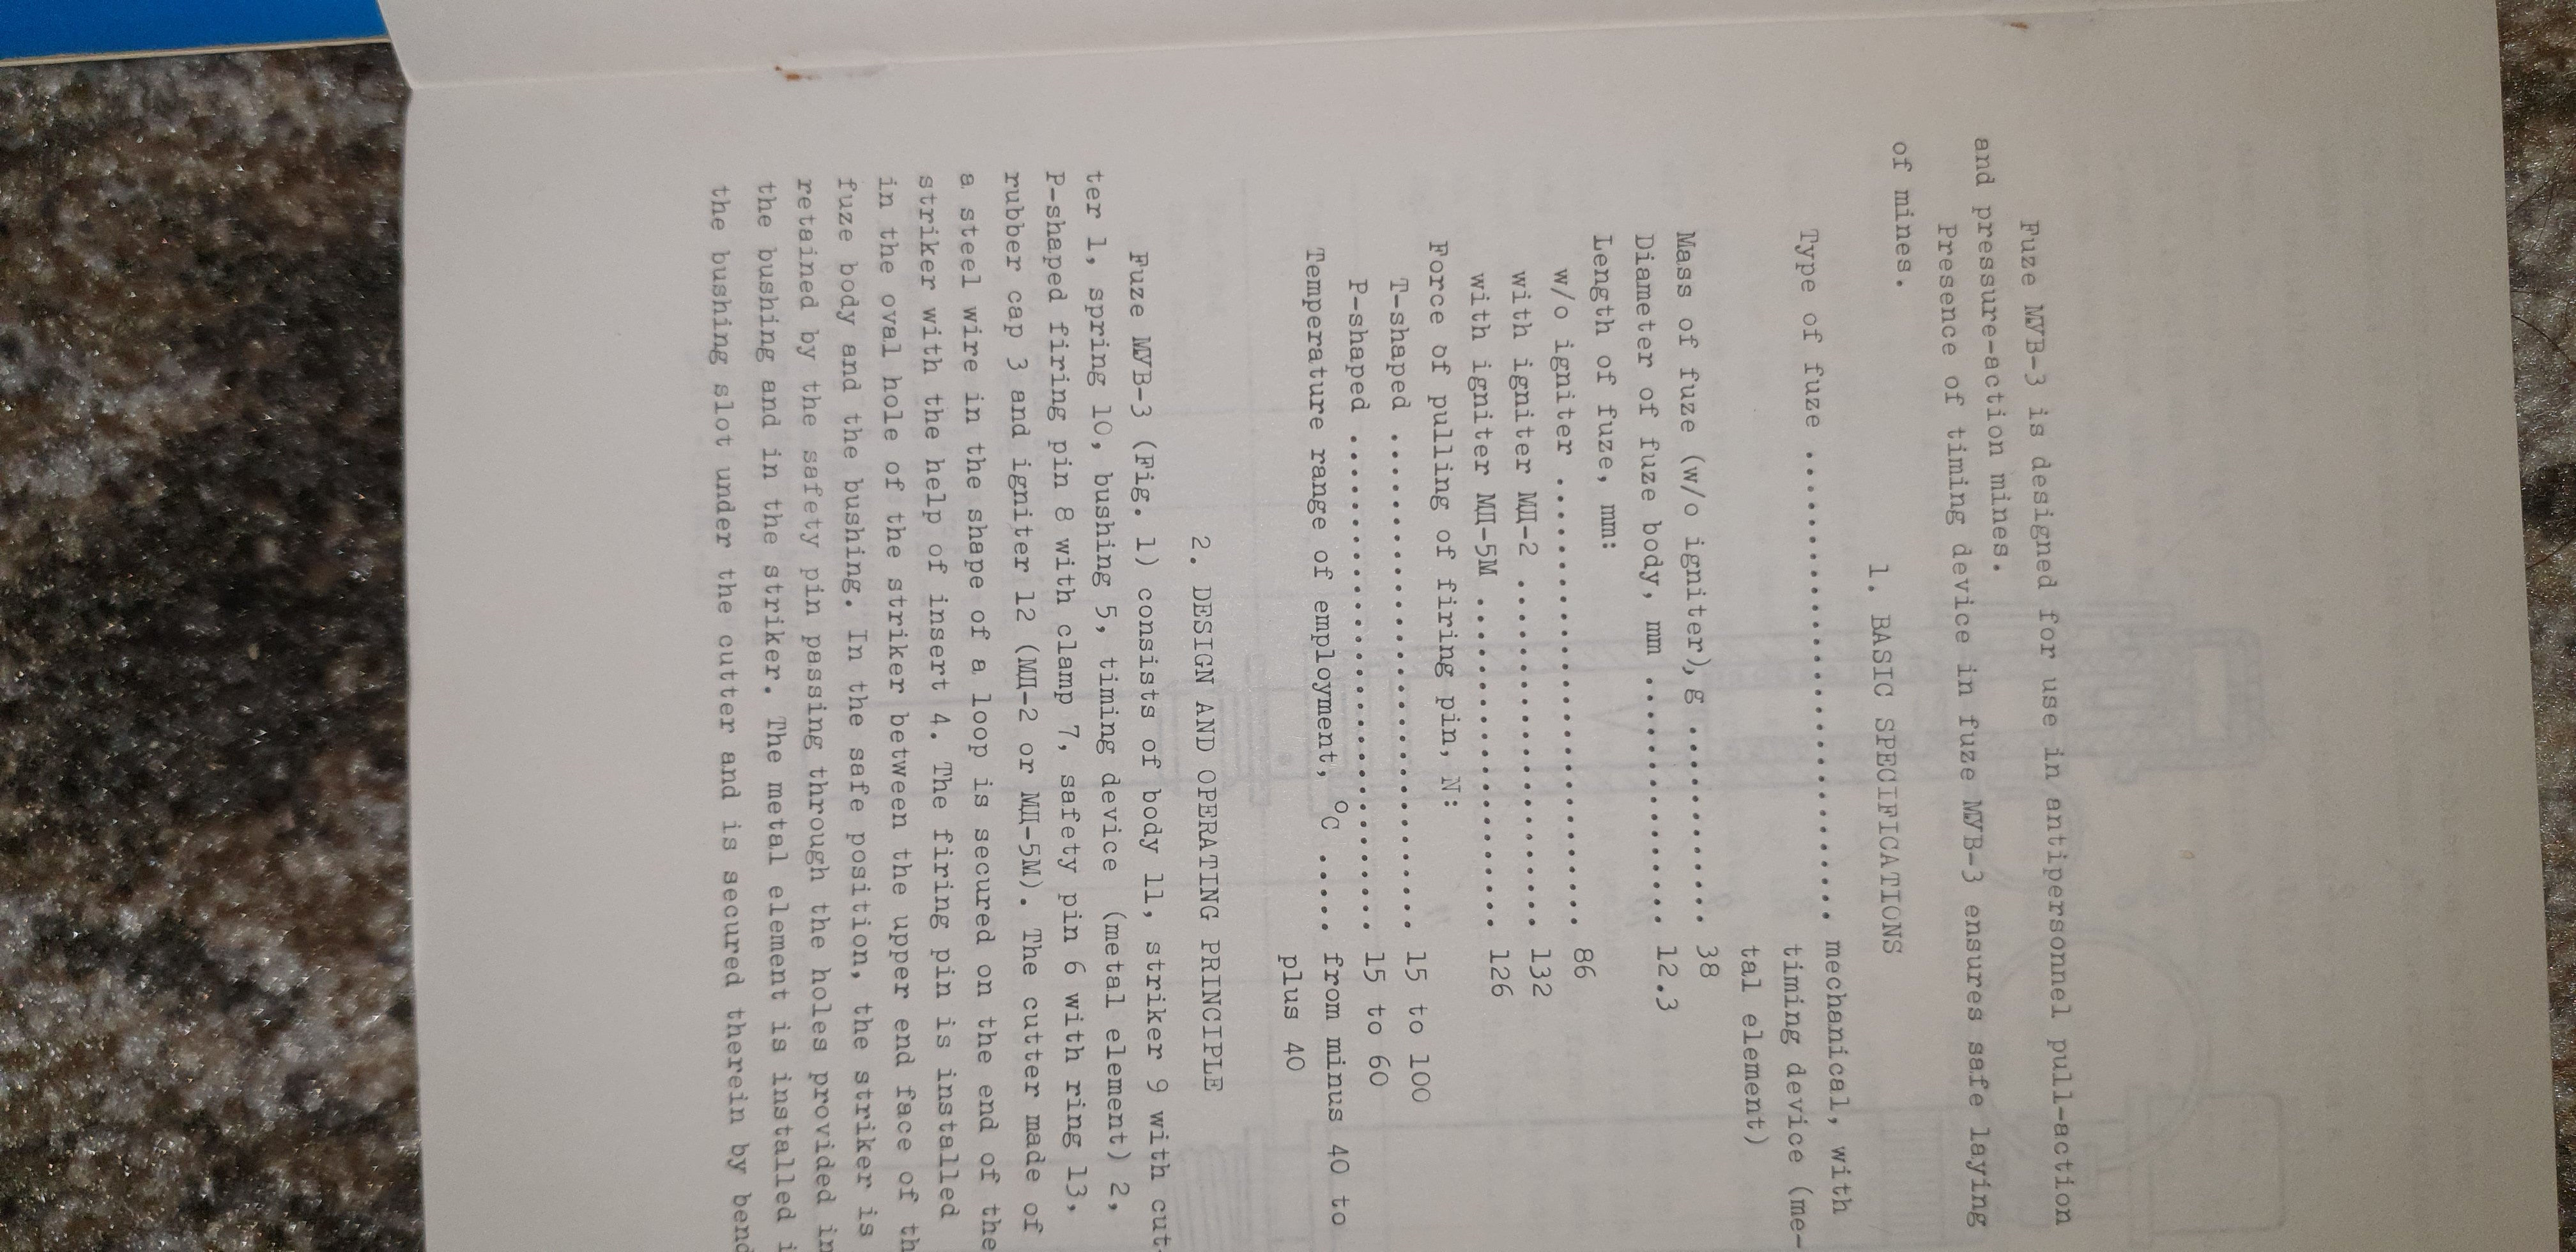 Fuze МУВ-3 is designed for use in antipersonnel pull-action
and pressure-action mines.
Presence of timing device in fuze МУВ-3 ensures safe laying
of mines.
1. BASIC SPECIFICATIONS
Type of fuze .................................. mechanical, with
timing device (me-
tal element)
Mass of fuze (w/o igniter), g .............. 38
Diameter of fuze body, mm .................. 12.3
Length of fuze, mm:
w/o igniter ................................ 86
with igniter МД-2 ......................... 132
with igniter МД-5М ........................ 126
Force of pulling of firing pin, N:
T-shaped ................................... 15 to 100
P-shaped ................................... 15 to 60
Temperature range of employment, °C ..... from minus 40 to
plus 40
2. DESIGN AND OPERATING PRINCIPLE
Fuze МУВ-3 (Fig. 1) consists of body 11, striker 9 with cut-
ter 1, spring 10, bushing 5, timing device (metal element) 2,
P-shaped firing pin 8 with clamp 7, safety pin 6 with ring 13,
rubber cap 3 and igniter 12 (МД-2 or МД-5М). The cutter made of
a steel wire in the shape of a loop is secured on the end of the
striker with the help of insert 4. The firing pin is installed
in the oval hole of the striker between the upper end face of th
fuze body and the bushing. In the safe position, the striker is
retained by the safety pin passing through the holes provided in
the bushing and in the striker. The metal element is installed i
the bushing slot under the cutter and is secured therein by bend